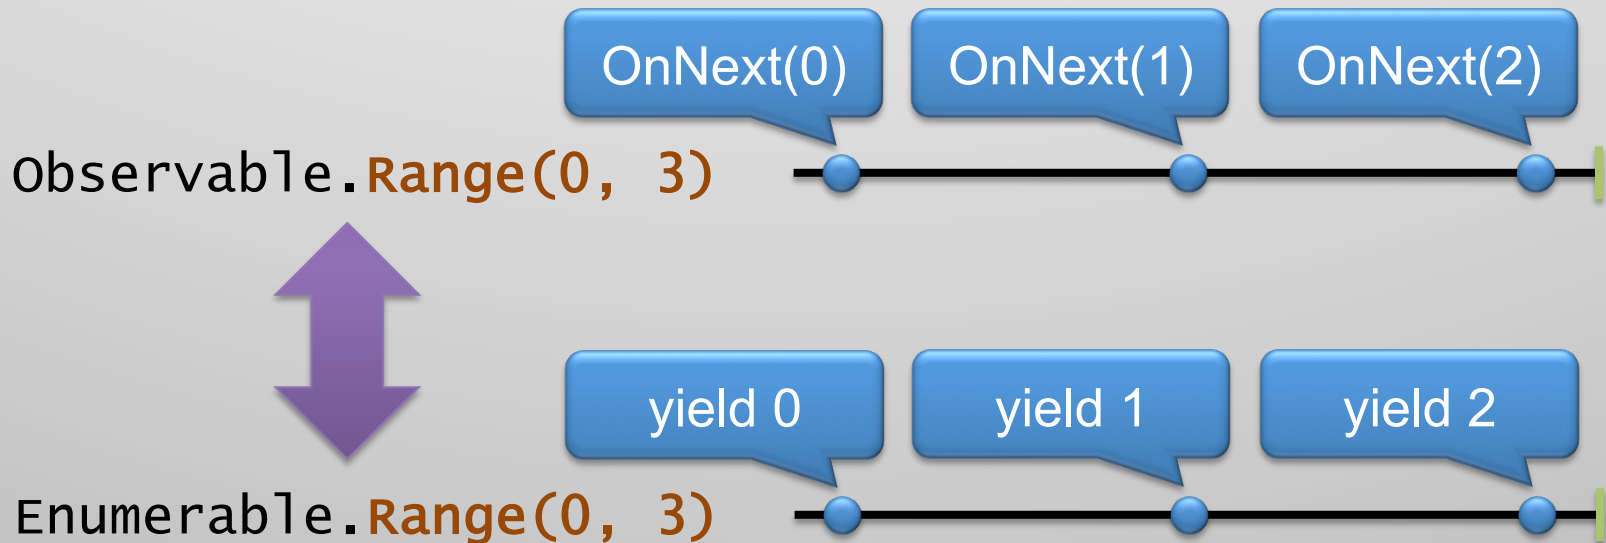 OnNext(0) OnNext(1) OnNext(2)
Observable.Range(0, 3)
yield 0 yield 1 yield 2
Enumerable.Range(0, 3)